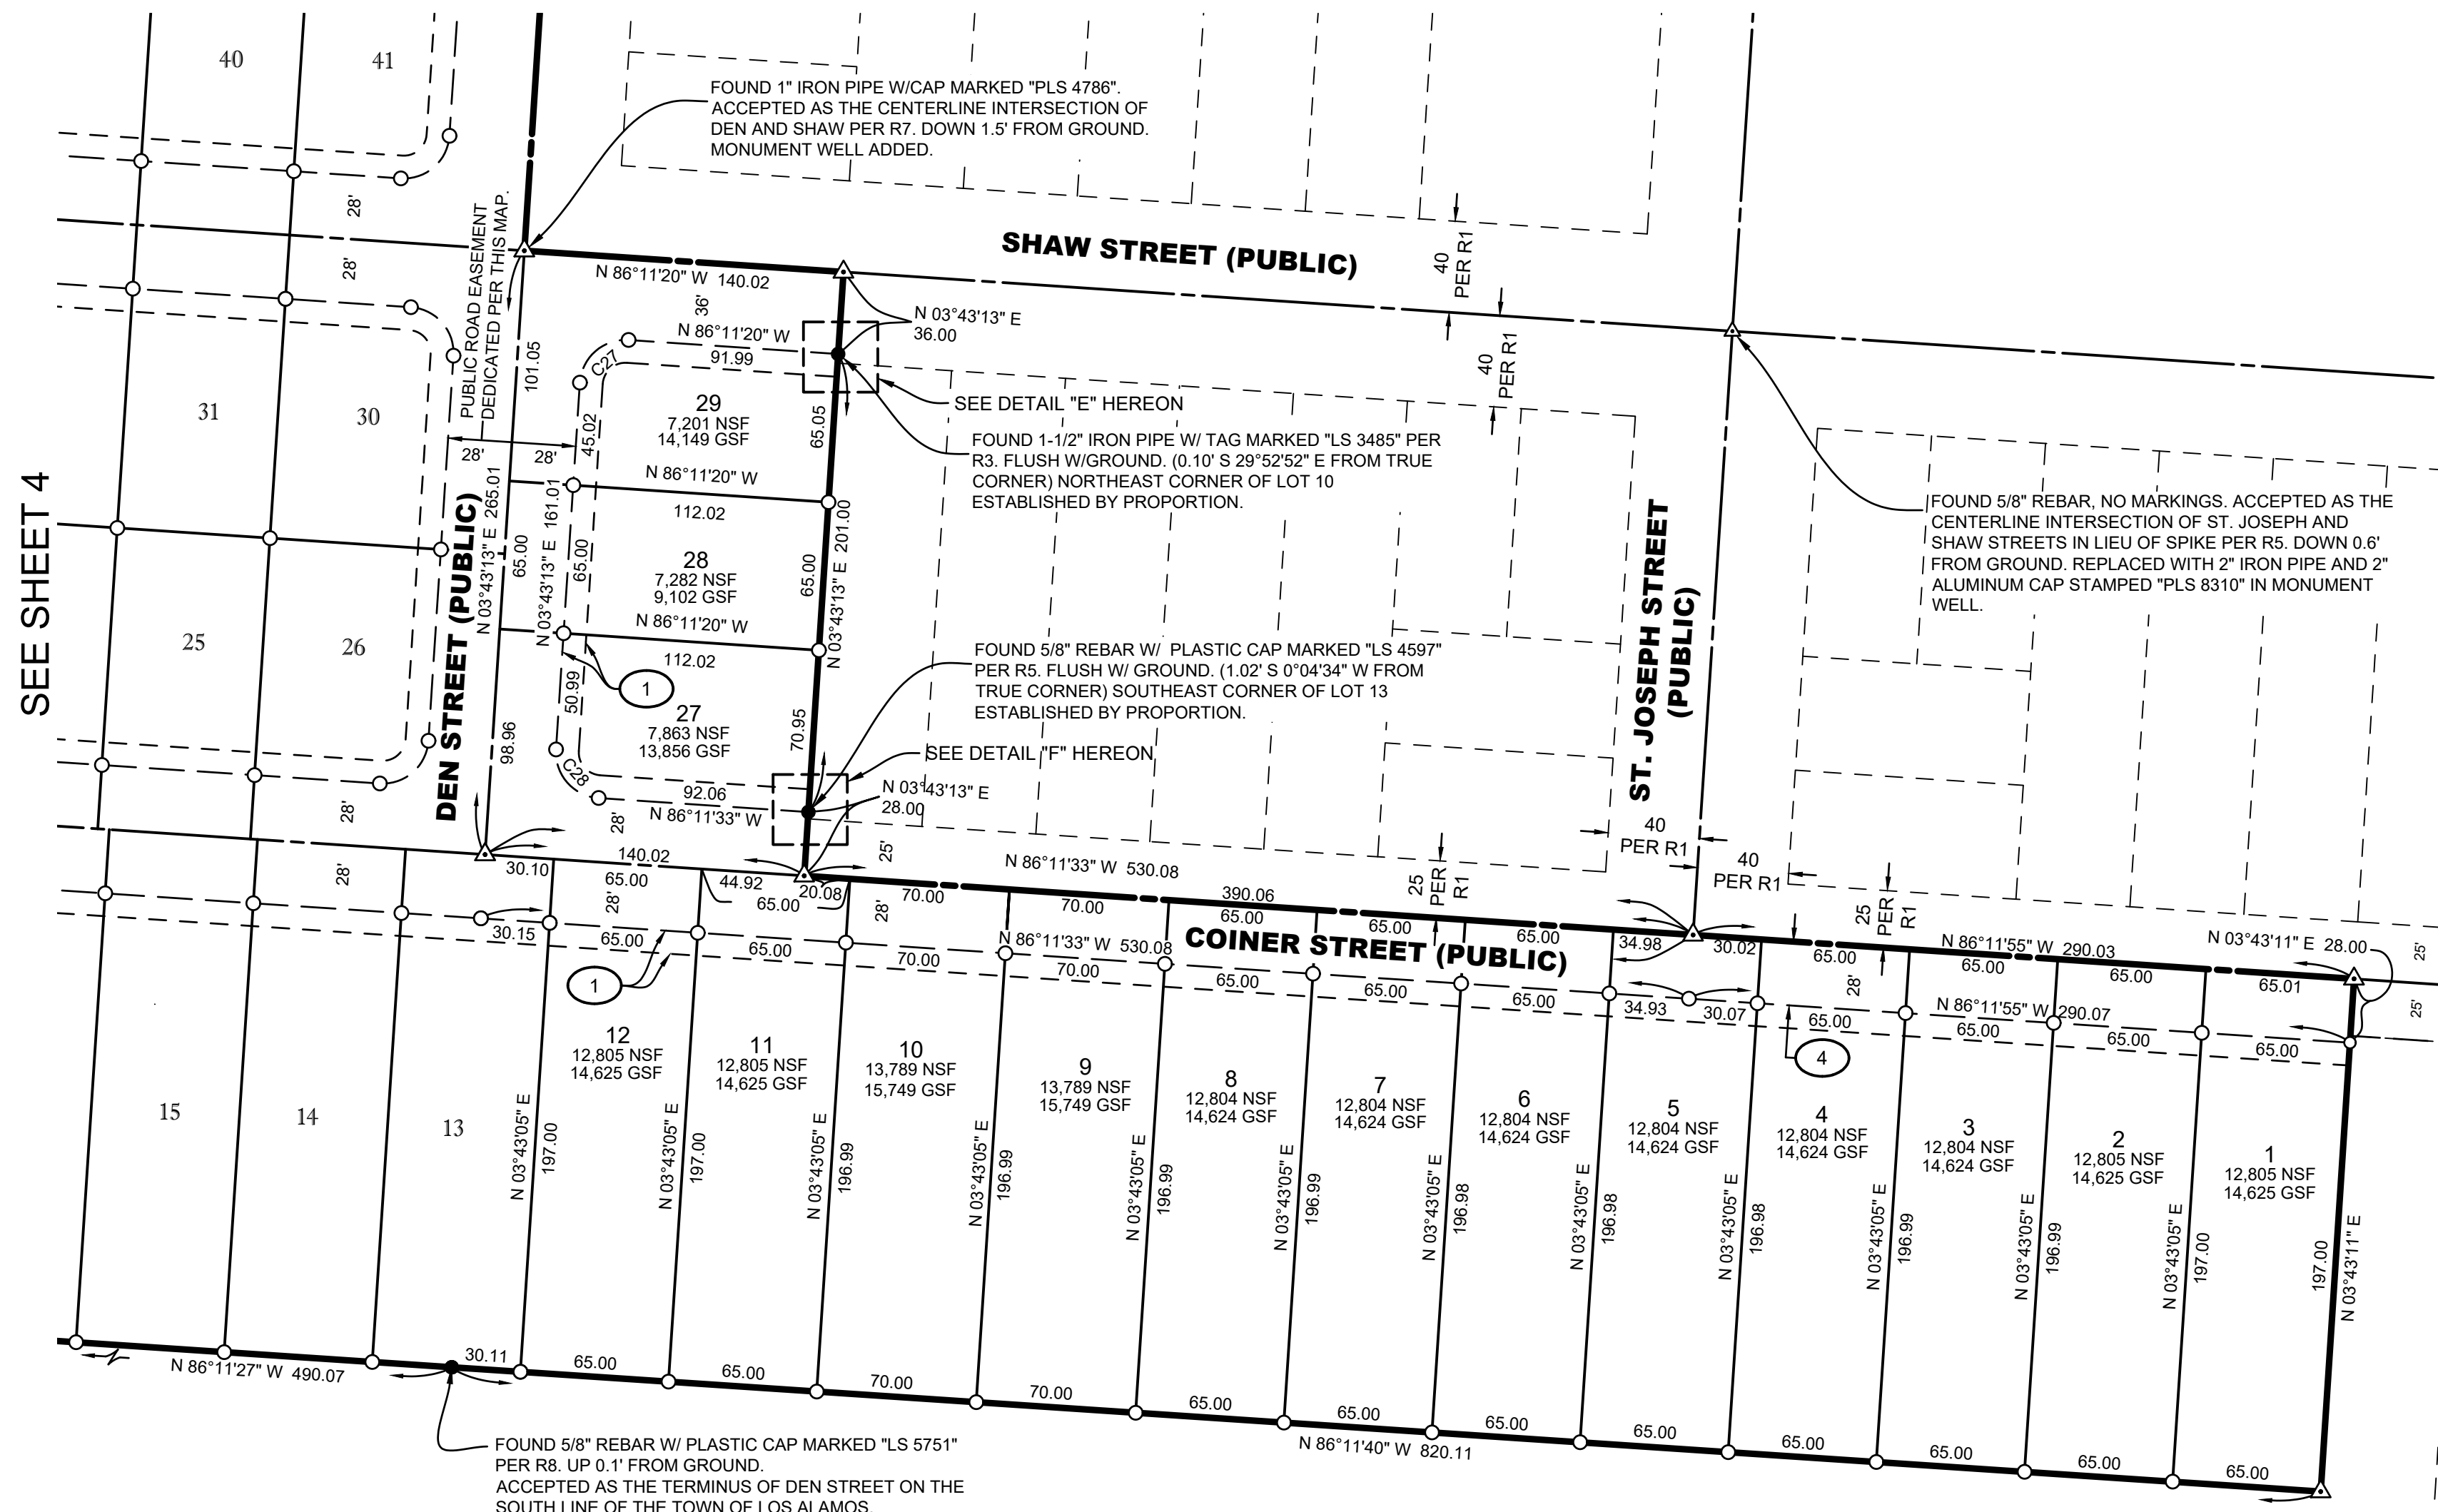 40
41
FOUND 1" IRON PIPE W/CAP MARKED "PLS 4786".
ACCEPTED AS THE CENTERLINE INTERSECTION OF
DEN AND SHAW PER R7. DOWN 1.5' FROM GROUND.
MONUMENT WELL ADDED.
28'
28'
PUBLIC ROAD EASEMENT
DEDICATED PER THIS MAP.
SHAW STREET (PUBLIC)
40
PER R1
40
PER R1
N 86°11'20" W 140.02
36'
N 03°43'13" E
36.00
N 86°11'20" W
91.99
C27
101.05
45.02
65.05
29
7,201 NSF
14,149 GSF
SEE DETAIL "E" HEREON
FOUND 1-1/2" IRON PIPE W/ TAG MARKED "LS 3485" PER
R3. FLUSH W/GROUND. (0.10' S 29°52'52" E FROM TRUE
CORNER) NORTHEAST CORNER OF LOT 10
ESTABLISHED BY PROPORTION.
31
30
28'
28'
N 86°11'20" W
112.02
SEE SHEET 4
DEN STREET (PUBLIC)
N 03°43'13" E 265.01
65.00
N 03°43'13" E 161.01
65.00
28
7,282 NSF
9,102 GSF
65.00
N 03°43'13" E 201.00
N 86°11'20" W
112.02
ST. JOSEPH STREET
(PUBLIC)
FOUND 5/8" REBAR, NO MARKINGS. ACCEPTED AS THE
CENTERLINE INTERSECTION OF ST. JOSEPH AND
SHAW STREETS IN LIEU OF SPIKE PER R5. DOWN 0.6'
FROM GROUND. REPLACED WITH 2" IRON PIPE AND 2"
ALUMINUM CAP STAMPED "PLS 8310" IN MONUMENT
WELL.
25
26
1
50.99
27
7,863 NSF
13,856 GSF
70.95
98.96
FOUND 5/8" REBAR W/ PLASTIC CAP MARKED "LS 4597"
PER R5. FLUSH W/ GROUND. (1.02' S 0°04'34" W FROM
TRUE CORNER) SOUTHEAST CORNER OF LOT 13
ESTABLISHED BY PROPORTION.
SEE DETAIL "F" HEREON
C28
92.06
N 86°11'33" W
N 03°43'13" E
28.00
28'
28'
28'
140.02
25'
N 86°11'33" W 530.08
40
PER R1
40
PER R1
25
PER
R1
25
PER
R1
30.10
65.00
44.92
20.08
65.00
70.00
70.00
390.06
65.00
65.00
65.00
34.98
30.02
65.00
N 86°11'55" W 290.03
65.00
65.00
65.01
N 03°43'11" E 28.00
25'
25'
28'
28'
28'
30.15
65.00
65.00
70.00
N 86°11'33" W 530.08
70.00
COINER STREET (PUBLIC)
65.00
65.00
65.00
34.93
30.07
65.00
N 86°11'55" W 290.07
65.00
65.00
65.00
1
4
15
14
13
12
12,805 NSF
14,625 GSF
11
12,805 NSF
14,625 GSF
10
13,789 NSF
15,749 GSF
9
13,789 NSF
15,749 GSF
8
12,804 NSF
14,624 GSF
7
12,804 NSF
14,624 GSF
6
12,804 NSF
14,624 GSF
5
12,804 NSF
14,624 GSF
4
12,804 NSF
14,624 GSF
3
12,804 NSF
14,624 GSF
2
12,805 NSF
14,625 GSF
1
12,805 NSF
14,625 GSF
N 03°43'05" E
197.00
N 03°43'05" E
197.00
N 03°43'05" E
196.99
N 03°43'05" E
196.99
N 03°43'05" E
196.99
N 03°43'05" E
196.99
N 03°43'05" E
196.98
N 03°43'05" E
196.98
N 03°43'05" E
196.98
N 03°43'05" E
196.99
N 03°43'05" E
196.99
N 03°43'05" E
197.00
197.00
N 03°43'11" E
N 86°11'27" W 490.07
30.11
65.00
65.00
70.00
70.00
65.00
65.00
65.00
65.00
65.00
65.00
65.00
65.00
N 86°11'40" W 820.11
FOUND 5/8" REBAR W/ PLASTIC CAP MARKED "LS 5751"
PER R8. UP 0.1' FROM GROUND.
ACCEPTED AS THE TERMINUS OF DEN STREET ON THE
SOUTH LINE OF THE TOWN OF LOS ALAMOS.